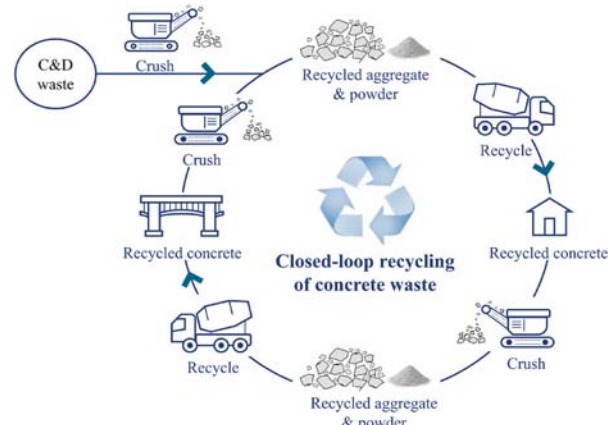 C&D
waste
Crush
Recycled aggregate
& powder
Recycle
Recycled concrete
Crush
Recycled aggregate
& powder
Recycle
Recycled concrete
Crush
Closed-loop recycling
of concrete waste